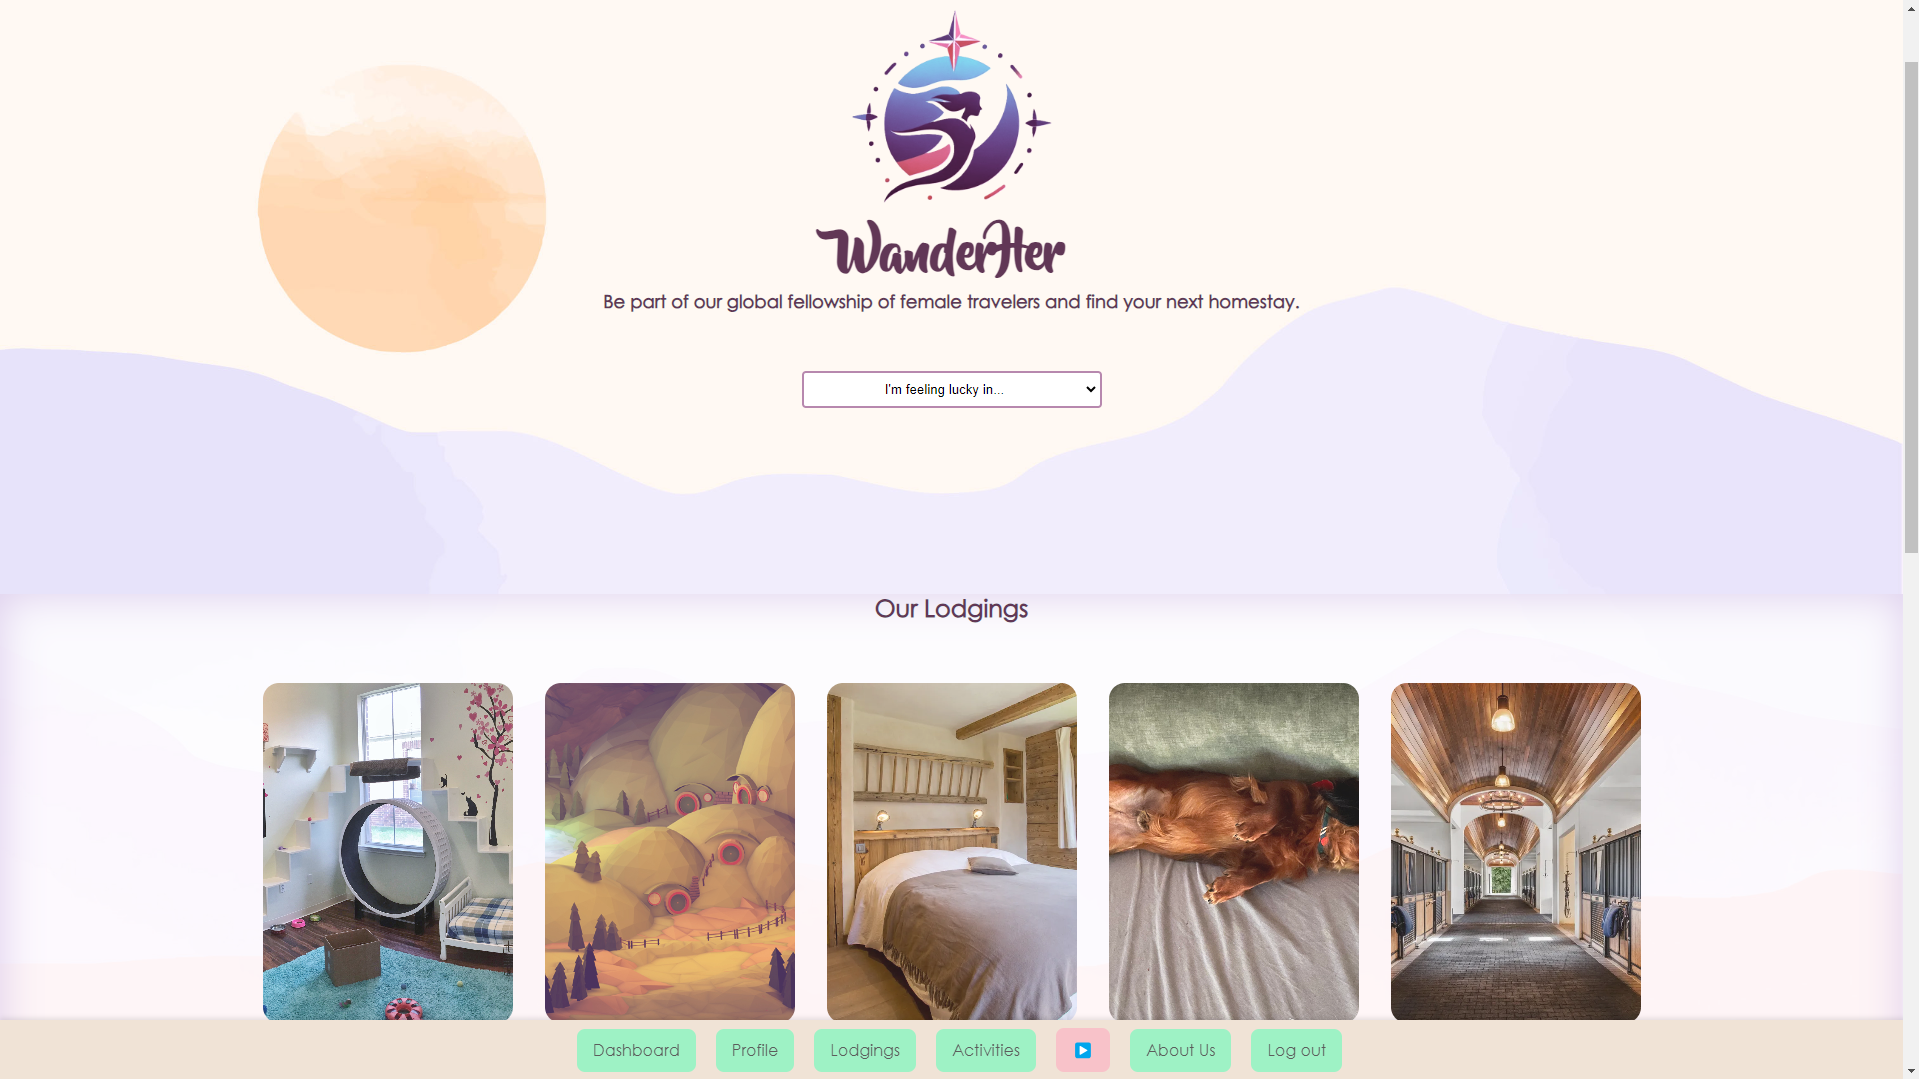 WanderHer
Be part of our global fellowship of female travelers and find your next homestay.
I'm feeling lucky in...
Our Lodgings
Dashboard
Profile
Lodgings
Activities
About Us
Log out